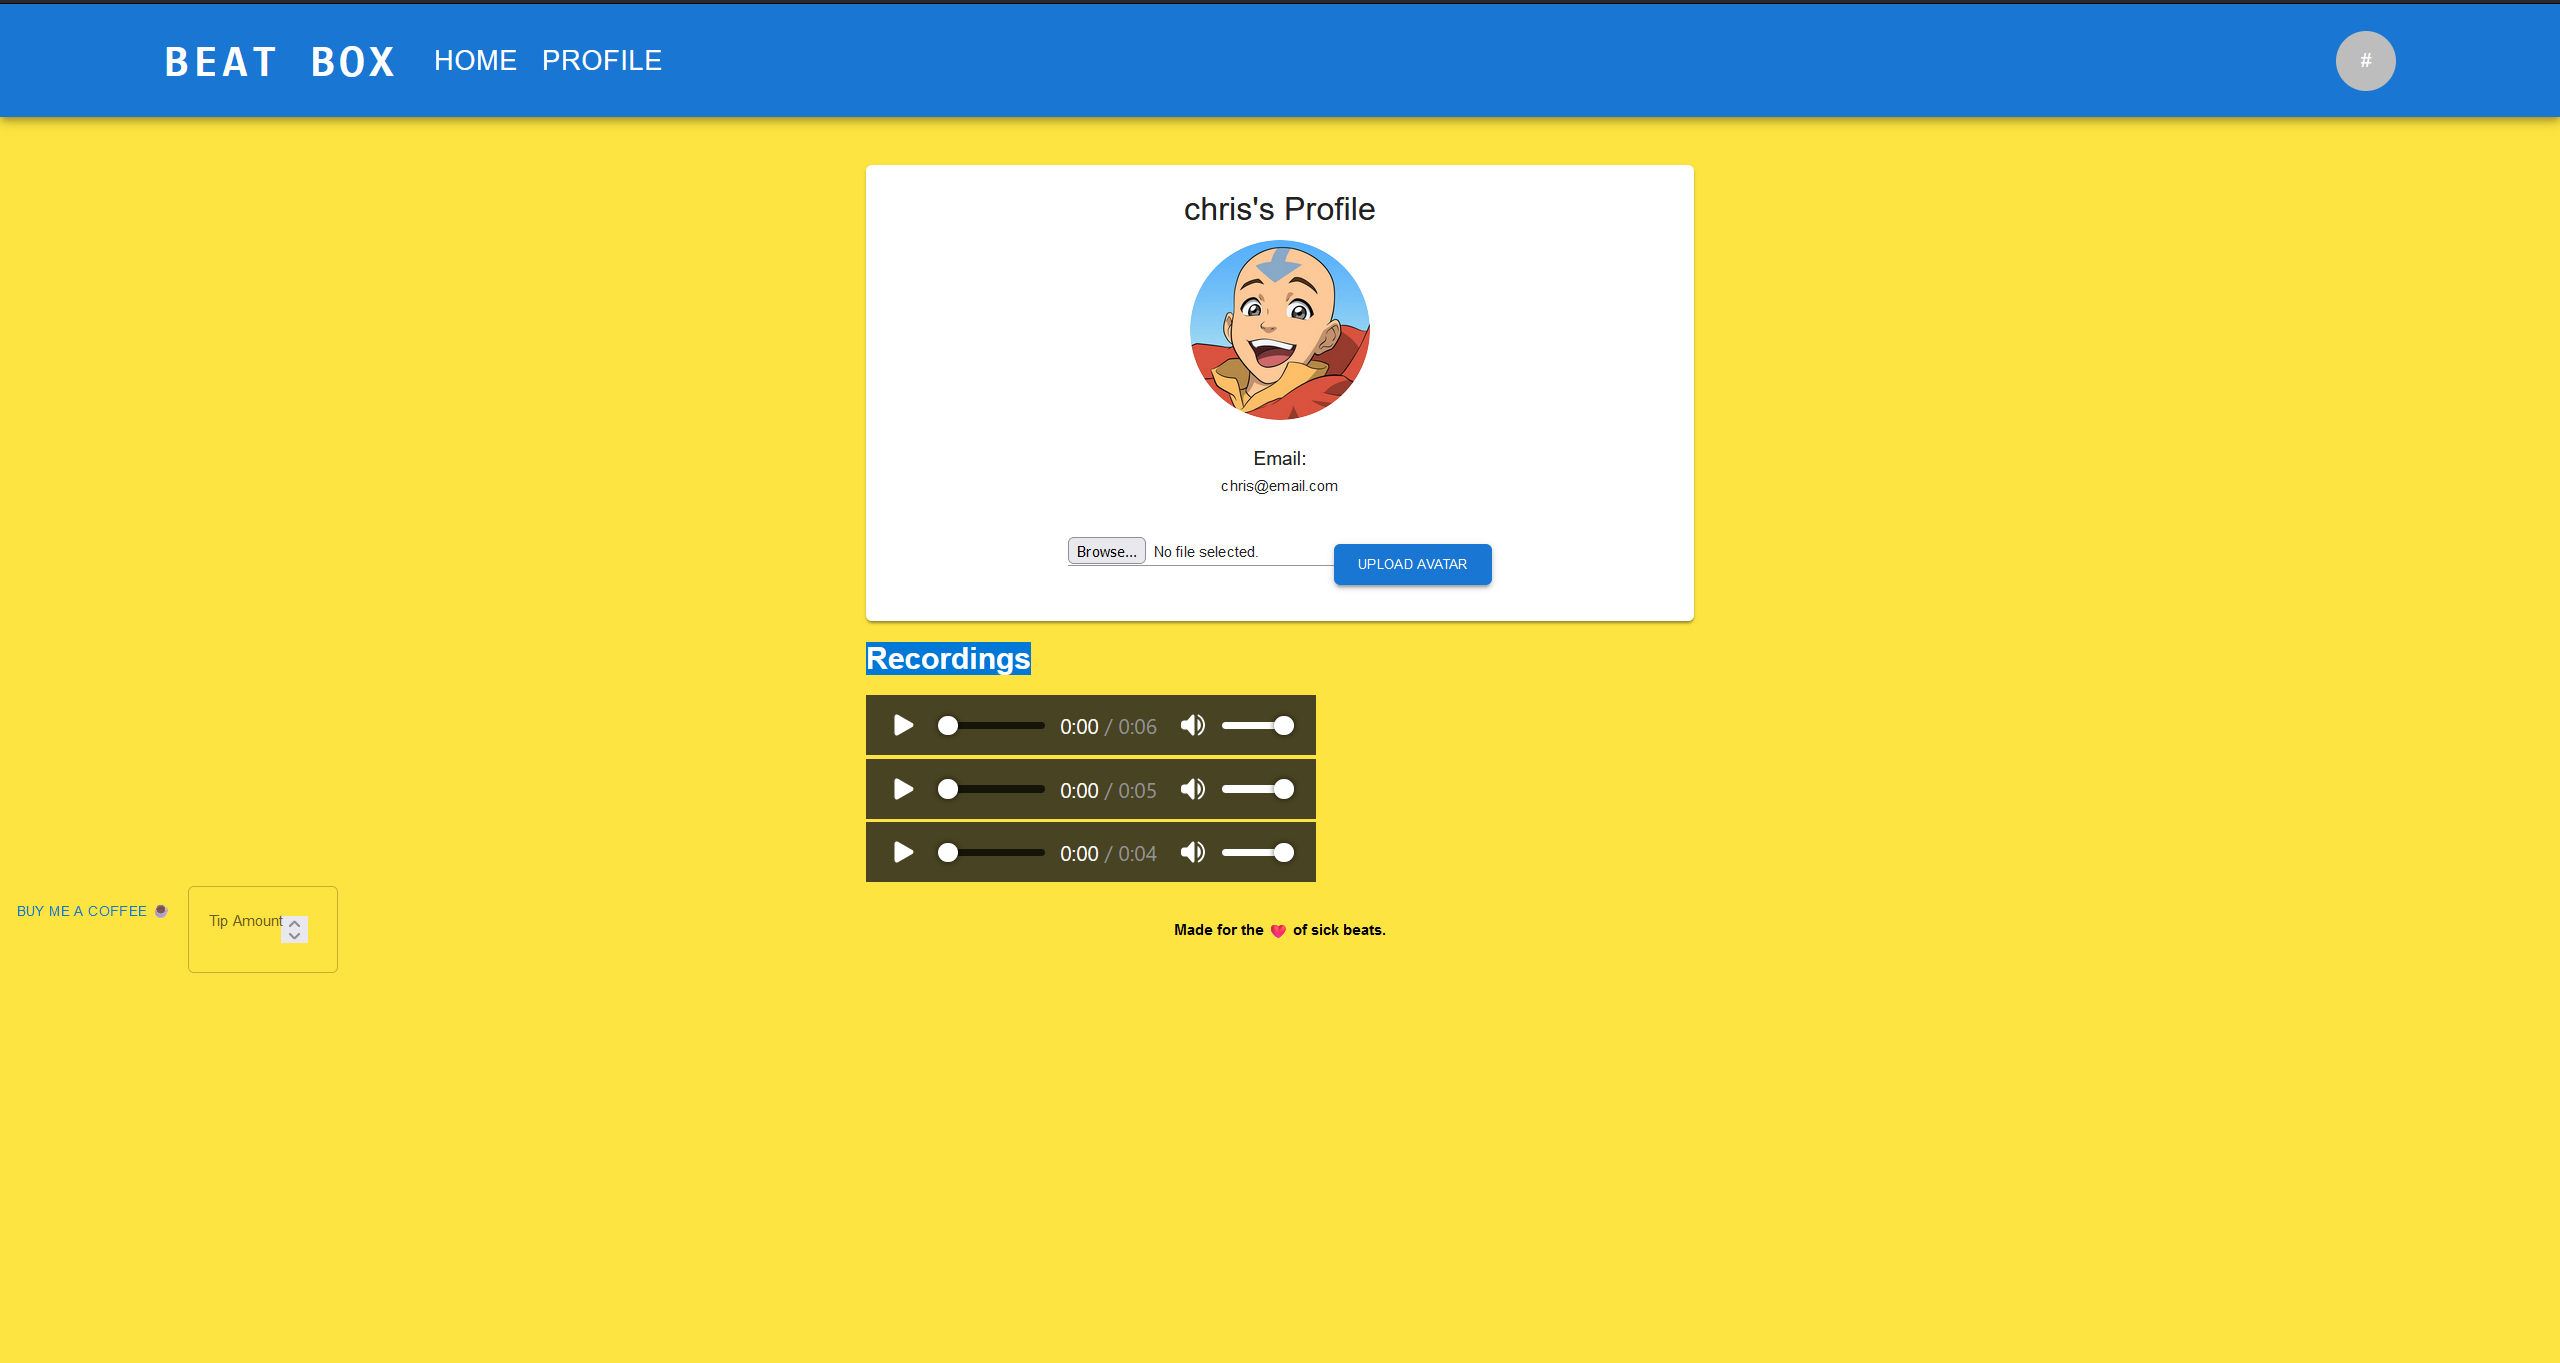 BEAT BOX HOME PROFILE #
chris's Profile
Email:
chris@email.com
Browse... No file selected. UPLOAD AVATAR
Recordings
0:00 / 0:06
0:00 / 0:05
0:00 / 0:04
BUY ME A COFFEE
Tip Amount
Made for the ❤️ of sick beats.